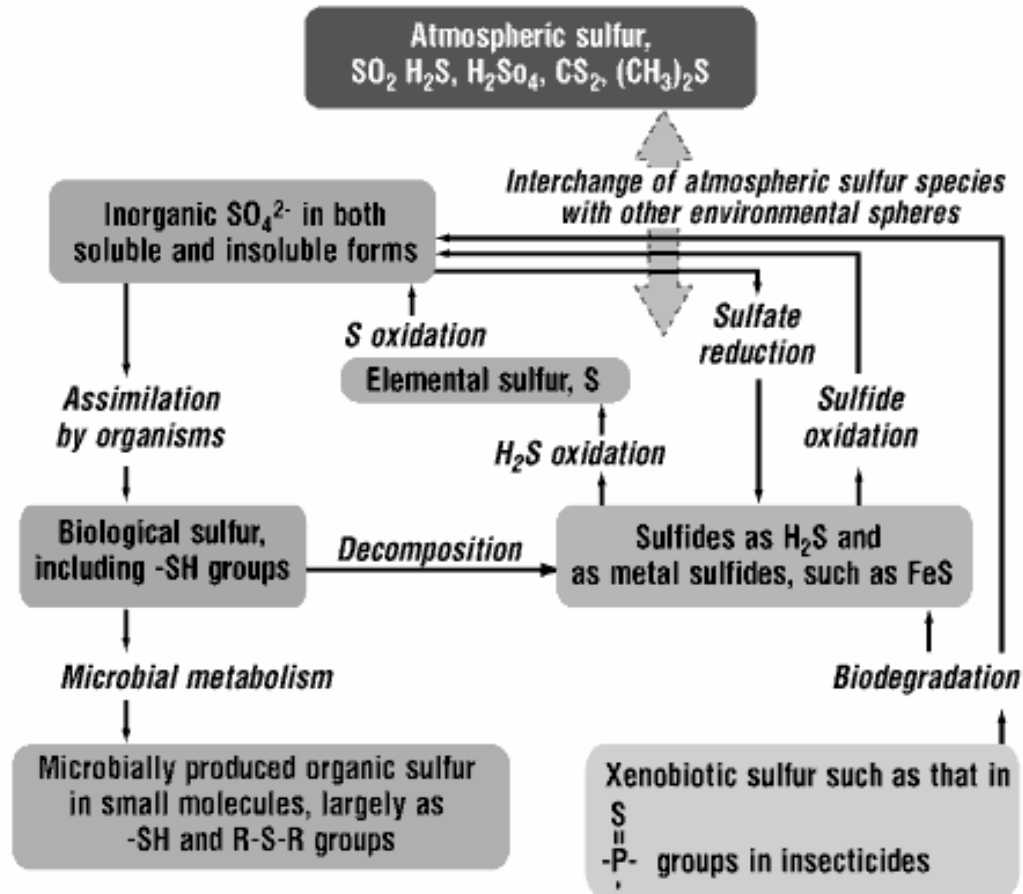 Atmospheric sulfur,
SO₂ H₂S, H₂So₄, CS₂, (CH₃)₂S
Interchange of atmospheric sulfur species
with other environmental spheres
Inorganic SO₄²⁻ in both
soluble and insoluble forms
S oxidation
Elemental sulfur, S
Sulfate
reduction
Assimilation
by organisms
Sulfide
oxidation
H₂S oxidation
Biological sulfur,
including -SH groups
Decomposition
Sulfides as H₂S and
as metal sulfides, such as FeS
Microbial metabolism
Biodegradation
Microbially produced organic sulfur
in small molecules, largely as
-SH and R-S-R groups
Xenobiotic sulfur such as that in
S
-P- groups in insecticides